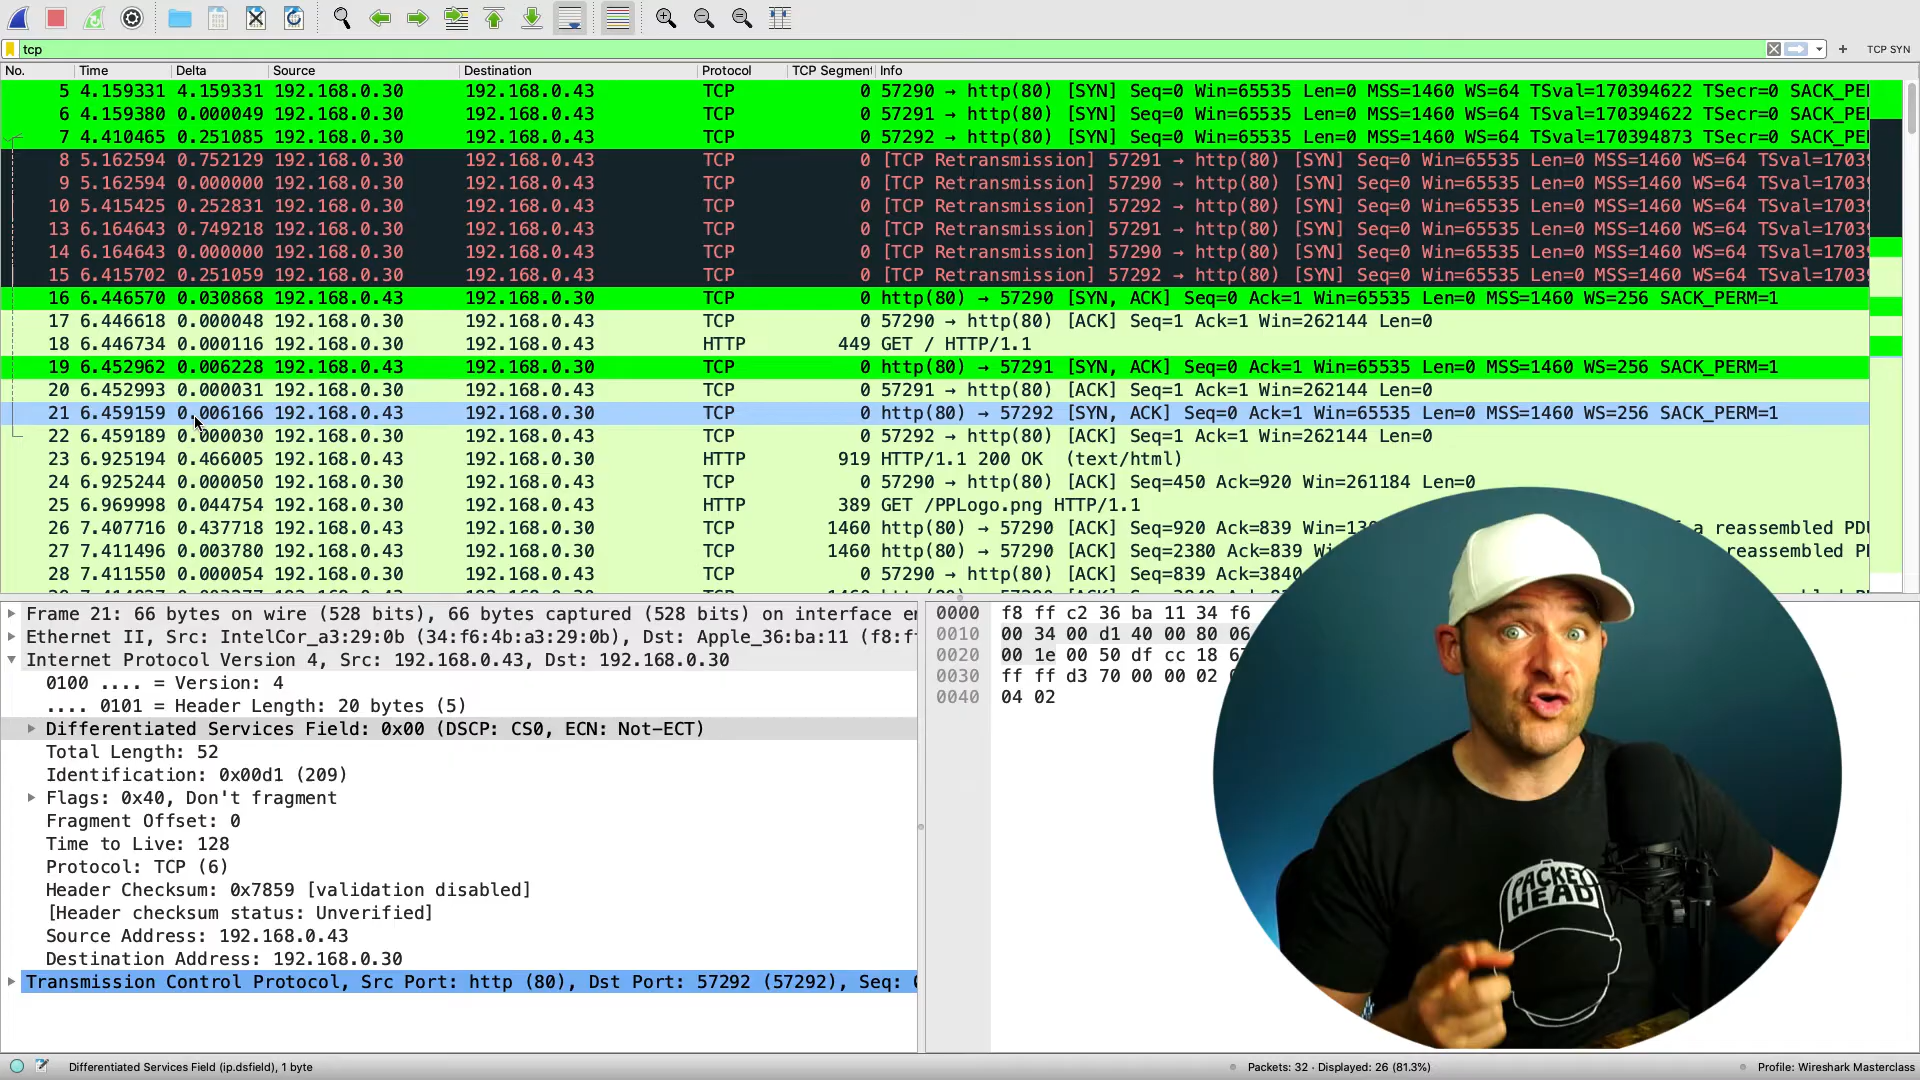 tcp
TCP SYN
No. Time Delta Source Destination Protocol TCP Segment Info
5 4.159331 4.159331 192.168.0.30 192.168.0.43 TCP 0 57290 → http(80) [SYN] Seq=0 Win=65535 Len=0 MSS=1460 WS=64 TSval=170394622 TSecr=0 SACK_PE
6 4.159380 0.000049 192.168.0.30 192.168.0.43 TCP 0 57291 → http(80) [SYN] Seq=0 Win=65535 Len=0 MSS=1460 WS=64 TSval=170394622 TSecr=0 SACK_PE
7 4.410465 0.251085 192.168.0.30 192.168.0.43 TCP 0 57292 → http(80) [SYN] Seq=0 Win=65535 Len=0 MSS=1460 WS=64 TSval=170394873 TSecr=0 SACK_PE
8 5.162594 0.752129 192.168.0.30 192.168.0.43 TCP 0 [TCP Retransmission] 57291 → http(80) [SYN] Seq=0 Win=65535 Len=0 MSS=1460 WS=64 TSval=17039
9 5.162594 0.000000 192.168.0.30 192.168.0.43 TCP 0 [TCP Retransmission] 57290 → http(80) [SYN] Seq=0 Win=65535 Len=0 MSS=1460 WS=64 TSval=17039
10 5.415425 0.252831 192.168.0.30 192.168.0.43 TCP 0 [TCP Retransmission] 57292 → http(80) [SYN] Seq=0 Win=65535 Len=0 MSS=1460 WS=64 TSval=17039
13 6.164643 0.749218 192.168.0.30 192.168.0.43 TCP 0 [TCP Retransmission] 57291 → http(80) [SYN] Seq=0 Win=65535 Len=0 MSS=1460 WS=64 TSval=17039
14 6.164643 0.000000 192.168.0.30 192.168.0.43 TCP 0 [TCP Retransmission] 57290 → http(80) [SYN] Seq=0 Win=65535 Len=0 MSS=1460 WS=64 TSval=17039
15 6.415702 0.251059 192.168.0.30 192.168.0.43 TCP 0 [TCP Retransmission] 57292 → http(80) [SYN] Seq=0 Win=65535 Len=0 MSS=1460 WS=64 TSval=17039
16 6.446570 0.030868 192.168.0.43 192.168.0.30 TCP 0 http(80) → 57290 [SYN, ACK] Seq=0 Ack=1 Win=65535 Len=0 MSS=1460 WS=256 SACK_PERM=1
17 6.446618 0.000048 192.168.0.30 192.168.0.43 TCP 0 57290 → http(80) [ACK] Seq=1 Ack=1 Win=262144 Len=0
18 6.446734 0.000116 192.168.0.30 192.168.0.43 HTTP 449 GET / HTTP/1.1
19 6.452962 0.006228 192.168.0.43 192.168.0.30 TCP 0 http(80) → 57291 [SYN, ACK] Seq=0 Ack=1 Win=65535 Len=0 MSS=1460 WS=256 SACK_PERM=1
20 6.452993 0.000031 192.168.0.30 192.168.0.43 TCP 0 57291 → http(80) [ACK] Seq=1 Ack=1 Win=262144 Len=0
21 6.459159 0.006166 192.168.0.43 192.168.0.30 TCP 0 http(80) → 57292 [SYN, ACK] Seq=0 Ack=1 Win=65535 Len=0 MSS=1460 WS=256 SACK_PERM=1
22 6.459189 0.000030 192.168.0.30 192.168.0.43 TCP 0 57292 → http(80) [ACK] Seq=1 Ack=1 Win=262144 Len=0
23 6.925194 0.466005 192.168.0.43 192.168.0.30 HTTP 919 HTTP/1.1 200 OK (text/html)
24 6.925244 0.000050 192.168.0.30 192.168.0.43 TCP 0 57290 → http(80) [ACK] Seq=450 Ack=920 Win=261184 Len=0
25 6.969998 0.044754 192.168.0.30 192.168.0.43 HTTP 389 GET /PPLogo.png HTTP/1.1
26 7.407716 0.437718 192.168.0.43 192.168.0.30 TCP 1460 http(80) → 57290 [ACK] Seq=920 Ack=839 a reassembled PDU
27 7.411496 0.003780 192.168.0.43 192.168.0.30 TCP 1460 http(80) → 57290 [ACK] Seq=2380 Ack=839 reassembled
28 7.411550 0.000054 192.168.0.30 192.168.0.43 TCP 0 57290 → http(80) [ACK] Seq=839 Ack=3840
Frame 21: 66 bytes on wire (528 bits), 66 bytes captured (528 bits) on interface en
Ethernet II, Src: IntelCor_a3:29:0b (34:f6:4b:a3:29:0b), Dst: Apple_36:ba:11 (f8:f
Internet Protocol Version 4, Src: 192.168.0.43, Dst: 192.168.0.30
0100 .... = Version: 4
.... 0101 = Header Length: 20 bytes (5)
Differentiated Services Field: 0x00 (DSCP: CS0, ECN: Not-ECT)
Total Length: 52
Identification: 0x00d1 (209)
Flags: 0x40, Don't fragment
Fragment Offset: 0
Time to Live: 128
Protocol: TCP (6)
Header Checksum: 0x7859 [validation disabled]
[Header checksum status: Unverified]
Source Address: 192.168.0.43
Destination Address: 192.168.0.30
Transmission Control Protocol, Src Port: http (80), Dst Port: 57292 (57292), Seq:
0000 f8 ff c2 36 ba 11 34 f6
0010 00 34 00 d1 40 00 80 06
0020 00 1e 00 50 df cc 18
0030 ff ff d3 70 00 00 02
0040 04 02
PACKET
HEAD
Differentiated Services Field (ip.dsfield), 1 byte
Packets: 32 · Displayed: 26 (81.3%)
Profile: Wireshark Masterclass